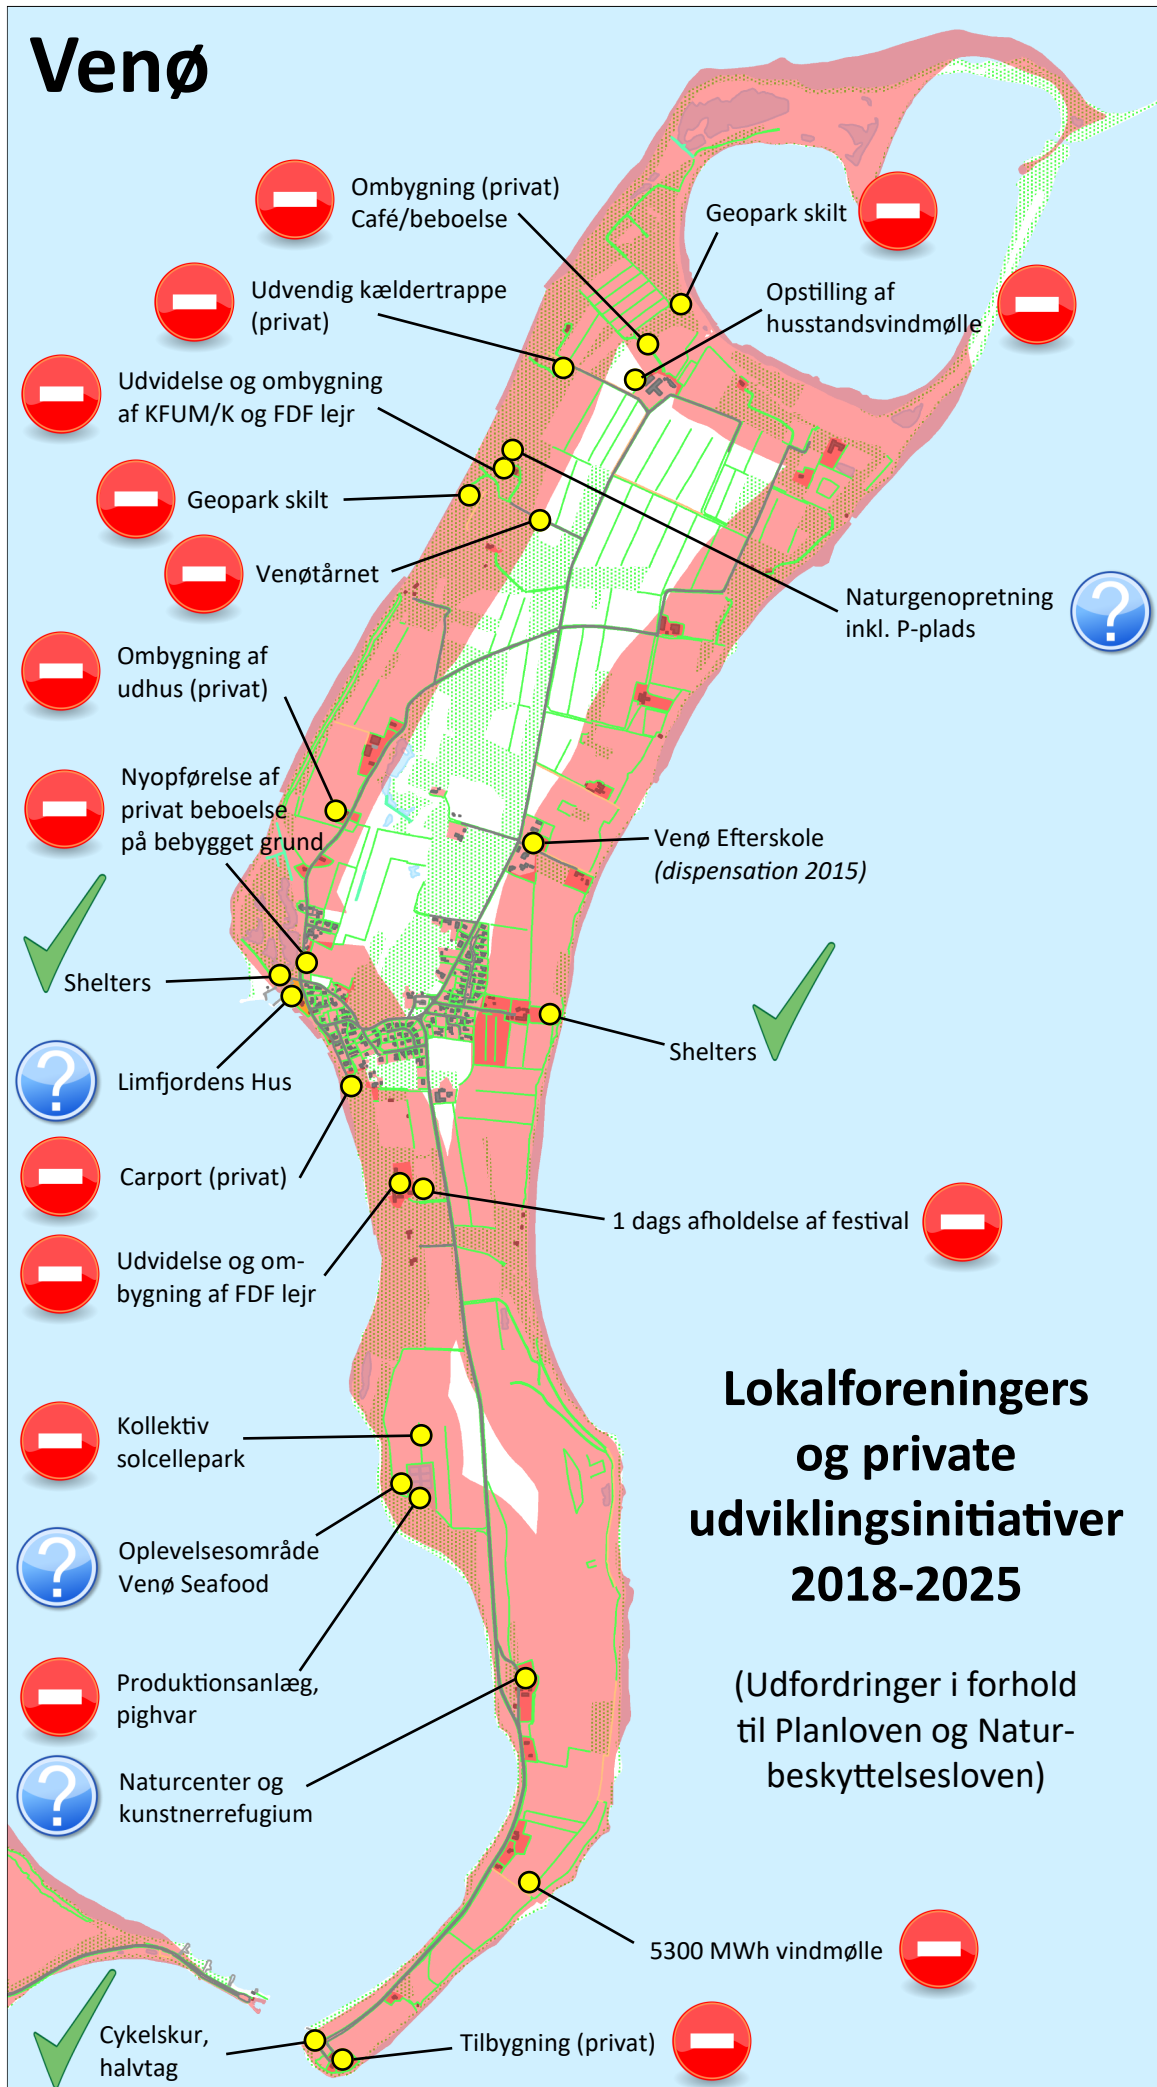 Venø
Ombygning (privat)
Café/beboelse
Geopark skilt
Udvendig kældertrappe
(privat)
Opstilling af
husstandsvindmølle
Udvidelse og ombygning
af KFUM/K og FDF lejr
Geopark skilt
Venøtårnet
Naturgenopretning
inkl. P-plads
Ombygning af
udhus (privat)
Nyopførelse af
privat beboelse
på bebygget grund
Venø Efterskole
(dispensation 2015)
Shelters
Shelters
Limfjordens Hus
Carport (privat)
1 dags afholdelse af festival
Udvidelse og om-
bygning af FDF lejr
Lokalforeningers
og private
udviklingsinitiativer
2018-2025
(Udfordringer i forhold
til Planloven og Natur-
beskyttelsesloven)
Kollektiv
solcellepark
Oplevelsesområde
Venø Seafood
Produktionsanlæg,
pighvar
Naturcenter og
kunstnerrefugium
5300 MWh vindmølle
Cykelskur,
halvtag
Tilbygning (privat)